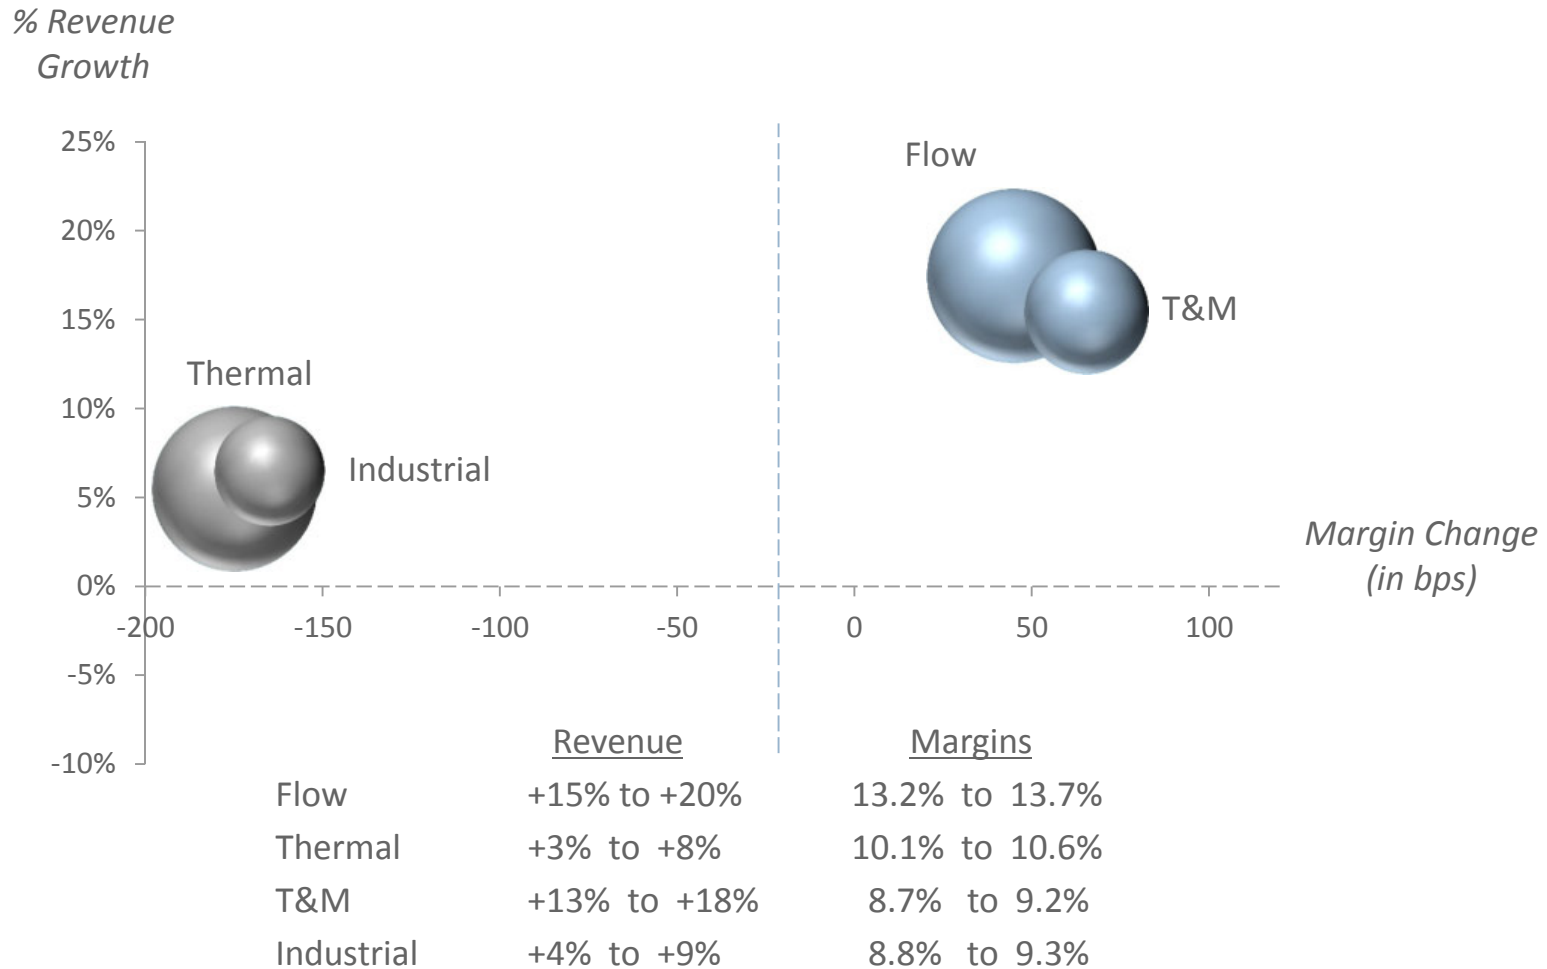 % Revenue
Growth
25%
Flow
20%
15%
T&M
Thermal
10%
Industrial
5%
Margin Change
(in bps)
0%
-200 -150 -100 -50 0 50 100
-5%
-10%
Revenue Margins
Flow +15% to +20% 13.2% to 13.7%
Thermal +3% to +8% 10.1% to 10.6%
T&M +13% to +18% 8.7% to 9.2%
Industrial +4% to +9% 8.8% to 9.3%